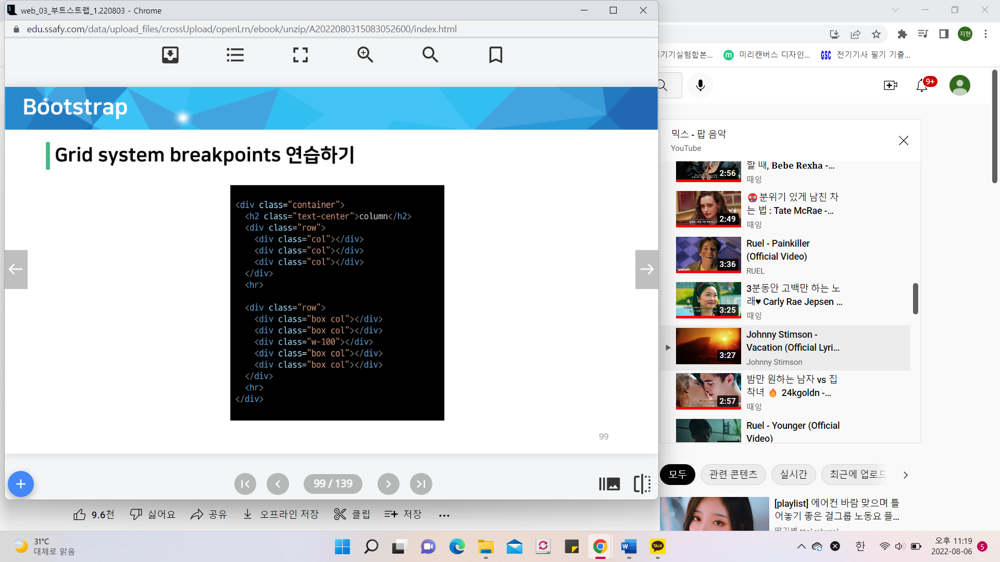 web_03_부트스트랩_1.220803 - Chrome
edu.ssafy.com/data/upload_files/crossUpload/openLrn/ebook/unzip/A2022080315083052600/index.html
Bootstrap
Grid system breakpoints 연습하기
<div class="container">
<h2 class="text-center">column</h2>
<div class="row">
<div class="col"></div>
<div class="col"></div>
<div class="col"></div>
</div>
<hr>
<div class="row">
<div class="box col"></div>
<div class="box col"></div>
<div class="w-100"></div>
<div class="box col"></div>
<div class="box col"></div>
</div>
<hr>
</div>
99
99 / 139
9.6천
싫어요
공유
오프라인 저장
클립
저장
지현
기기실험합본...
미리캔버스 디자인...
GSC
전기기사 필기 기출...
9+
믹스 - 팝 음악
YouTube
2:56
할 때, Bebe Rexha -...
때잉
2:49
분위기 있게 남친 차
는 법 : Tate McRae -...
때잉
3:36
Ruel - Painkiller
(Official Video)
RUEL
3:25
3분동안 고백만 하는 노
래♥ Carly Rae Jepsen ...
때잉
3:27
Johnny Stimson -
Vacation (Official Lyri...
Johnny Stimson
2:57
밤만 원하는 남자 vs 집
착녀 🔥 24kgoldn -...
때잉
Ruel - Younger (Official
Video)
모두
관련 콘텐츠
실시간
최근에 업로드
[playlist] 에어컨 바람 맞으며 틀
어놓기 좋은 걸그룹 노동요 플...
31°C
대체로 맑음
TALK
한
오후 11:19
2022-08-06
5